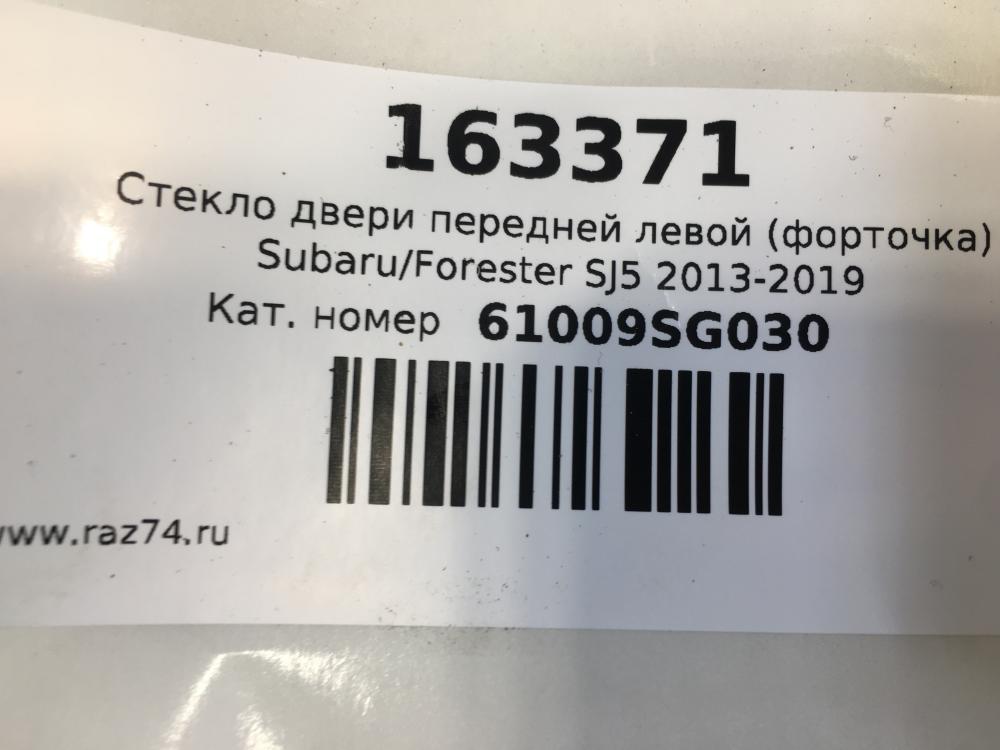 163371
Стекло двери передней левой (форточка)
Subaru/Forester SJ5 2013-2019
Кат. номер 61009SG030
www.raz74.ru